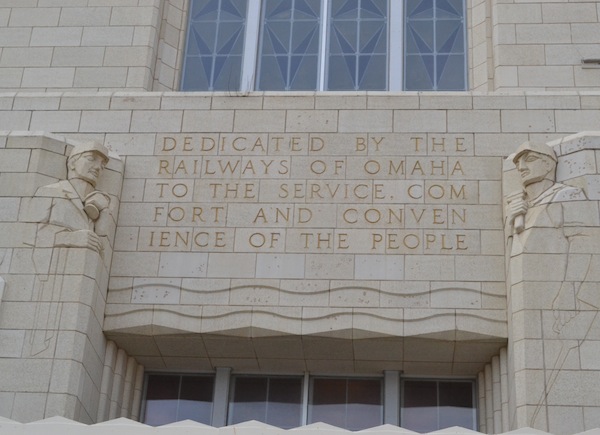 DEDICATED BY THE
RAILWAYS OF OMAHA
TO THE SERVICE. COM
FORT AND CONVEN
IENCE OF THE PEOPLE